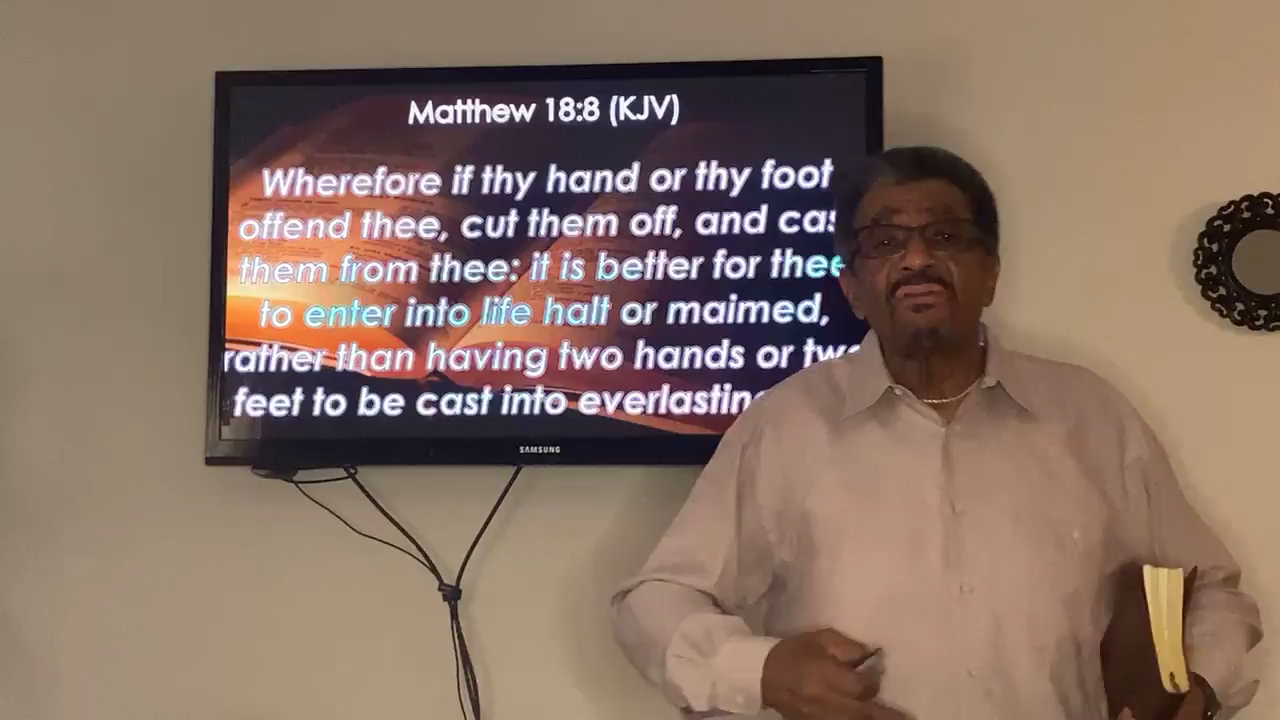 Matthew 18:8 (KJV)
Wherefore if thy hand or thy foot
offend thee, cut them off, and cas
them from thee: it is better for thee
to enter into life halt or maimed,
rather than having two hands or tw
feet to be cast into everlastin
SAMSUNG